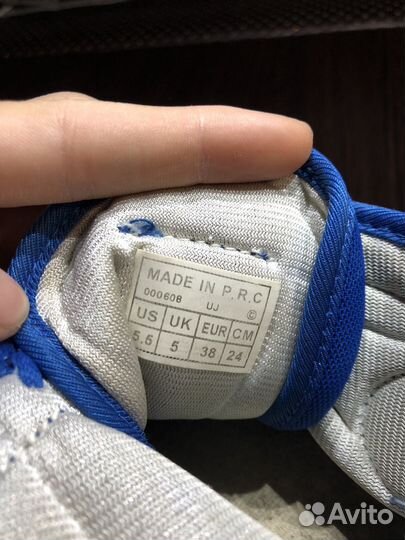 MADE IN P.R.C
000608 UJ ©
US UK EUR CM
5.5 5 38 24
Avito